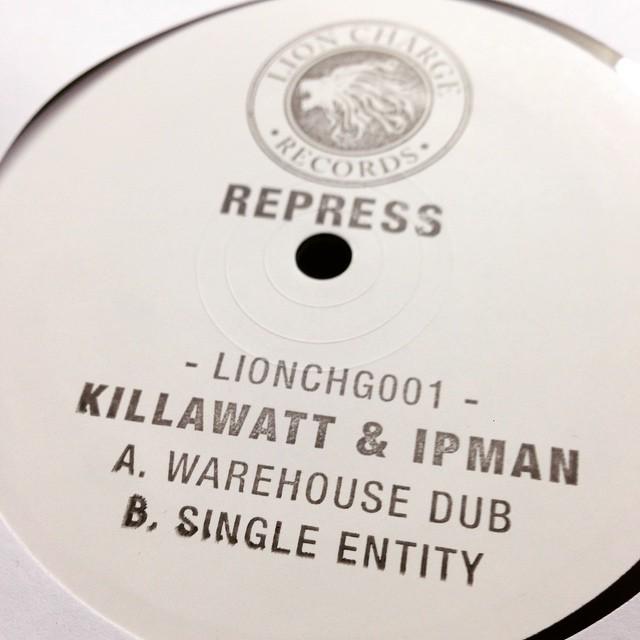 LION CHARGE
• RECORDS •
REPRESS
- LIONCHG001 -
KILLAWATT & IPMAN
A. WAREHOUSE DUB
B. SINGLE ENTITY